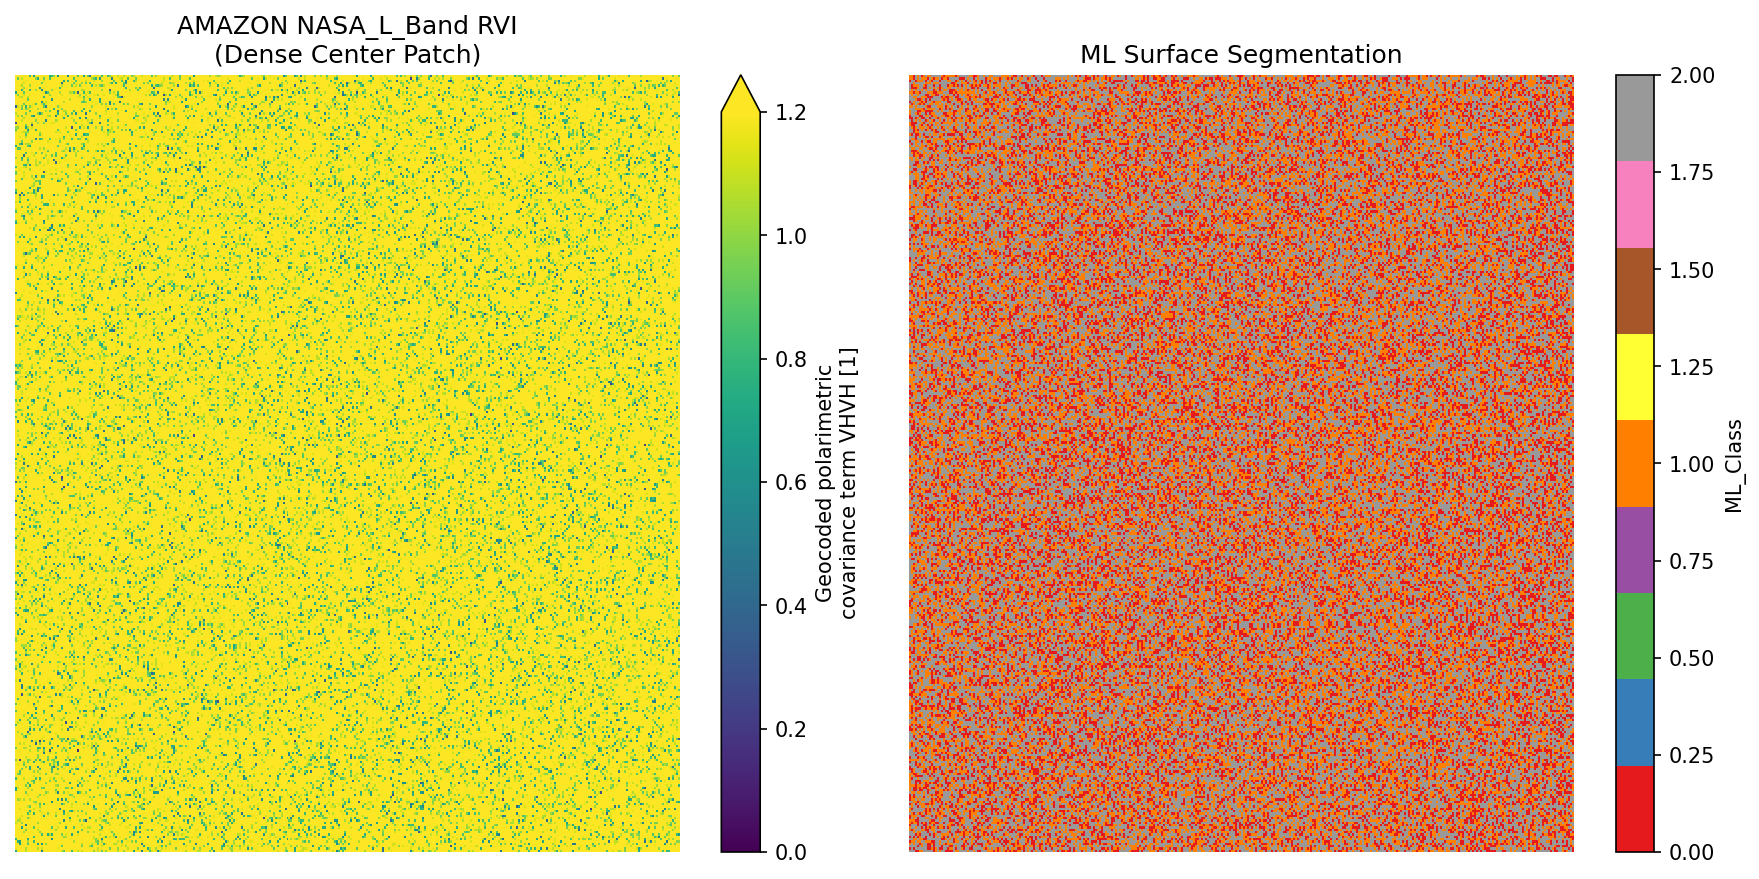 AMAZON NASA_L_Band RVI
(Dense Center Patch)
1.2
1.0
0.8
0.6
0.4
0.2
0.0
Geocoded polarimetric
covariance term VHVH [1]
ML Surface Segmentation
2.00
1.75
1.50
1.25
1.00
0.75
0.50
0.25
0.00
ML_Class